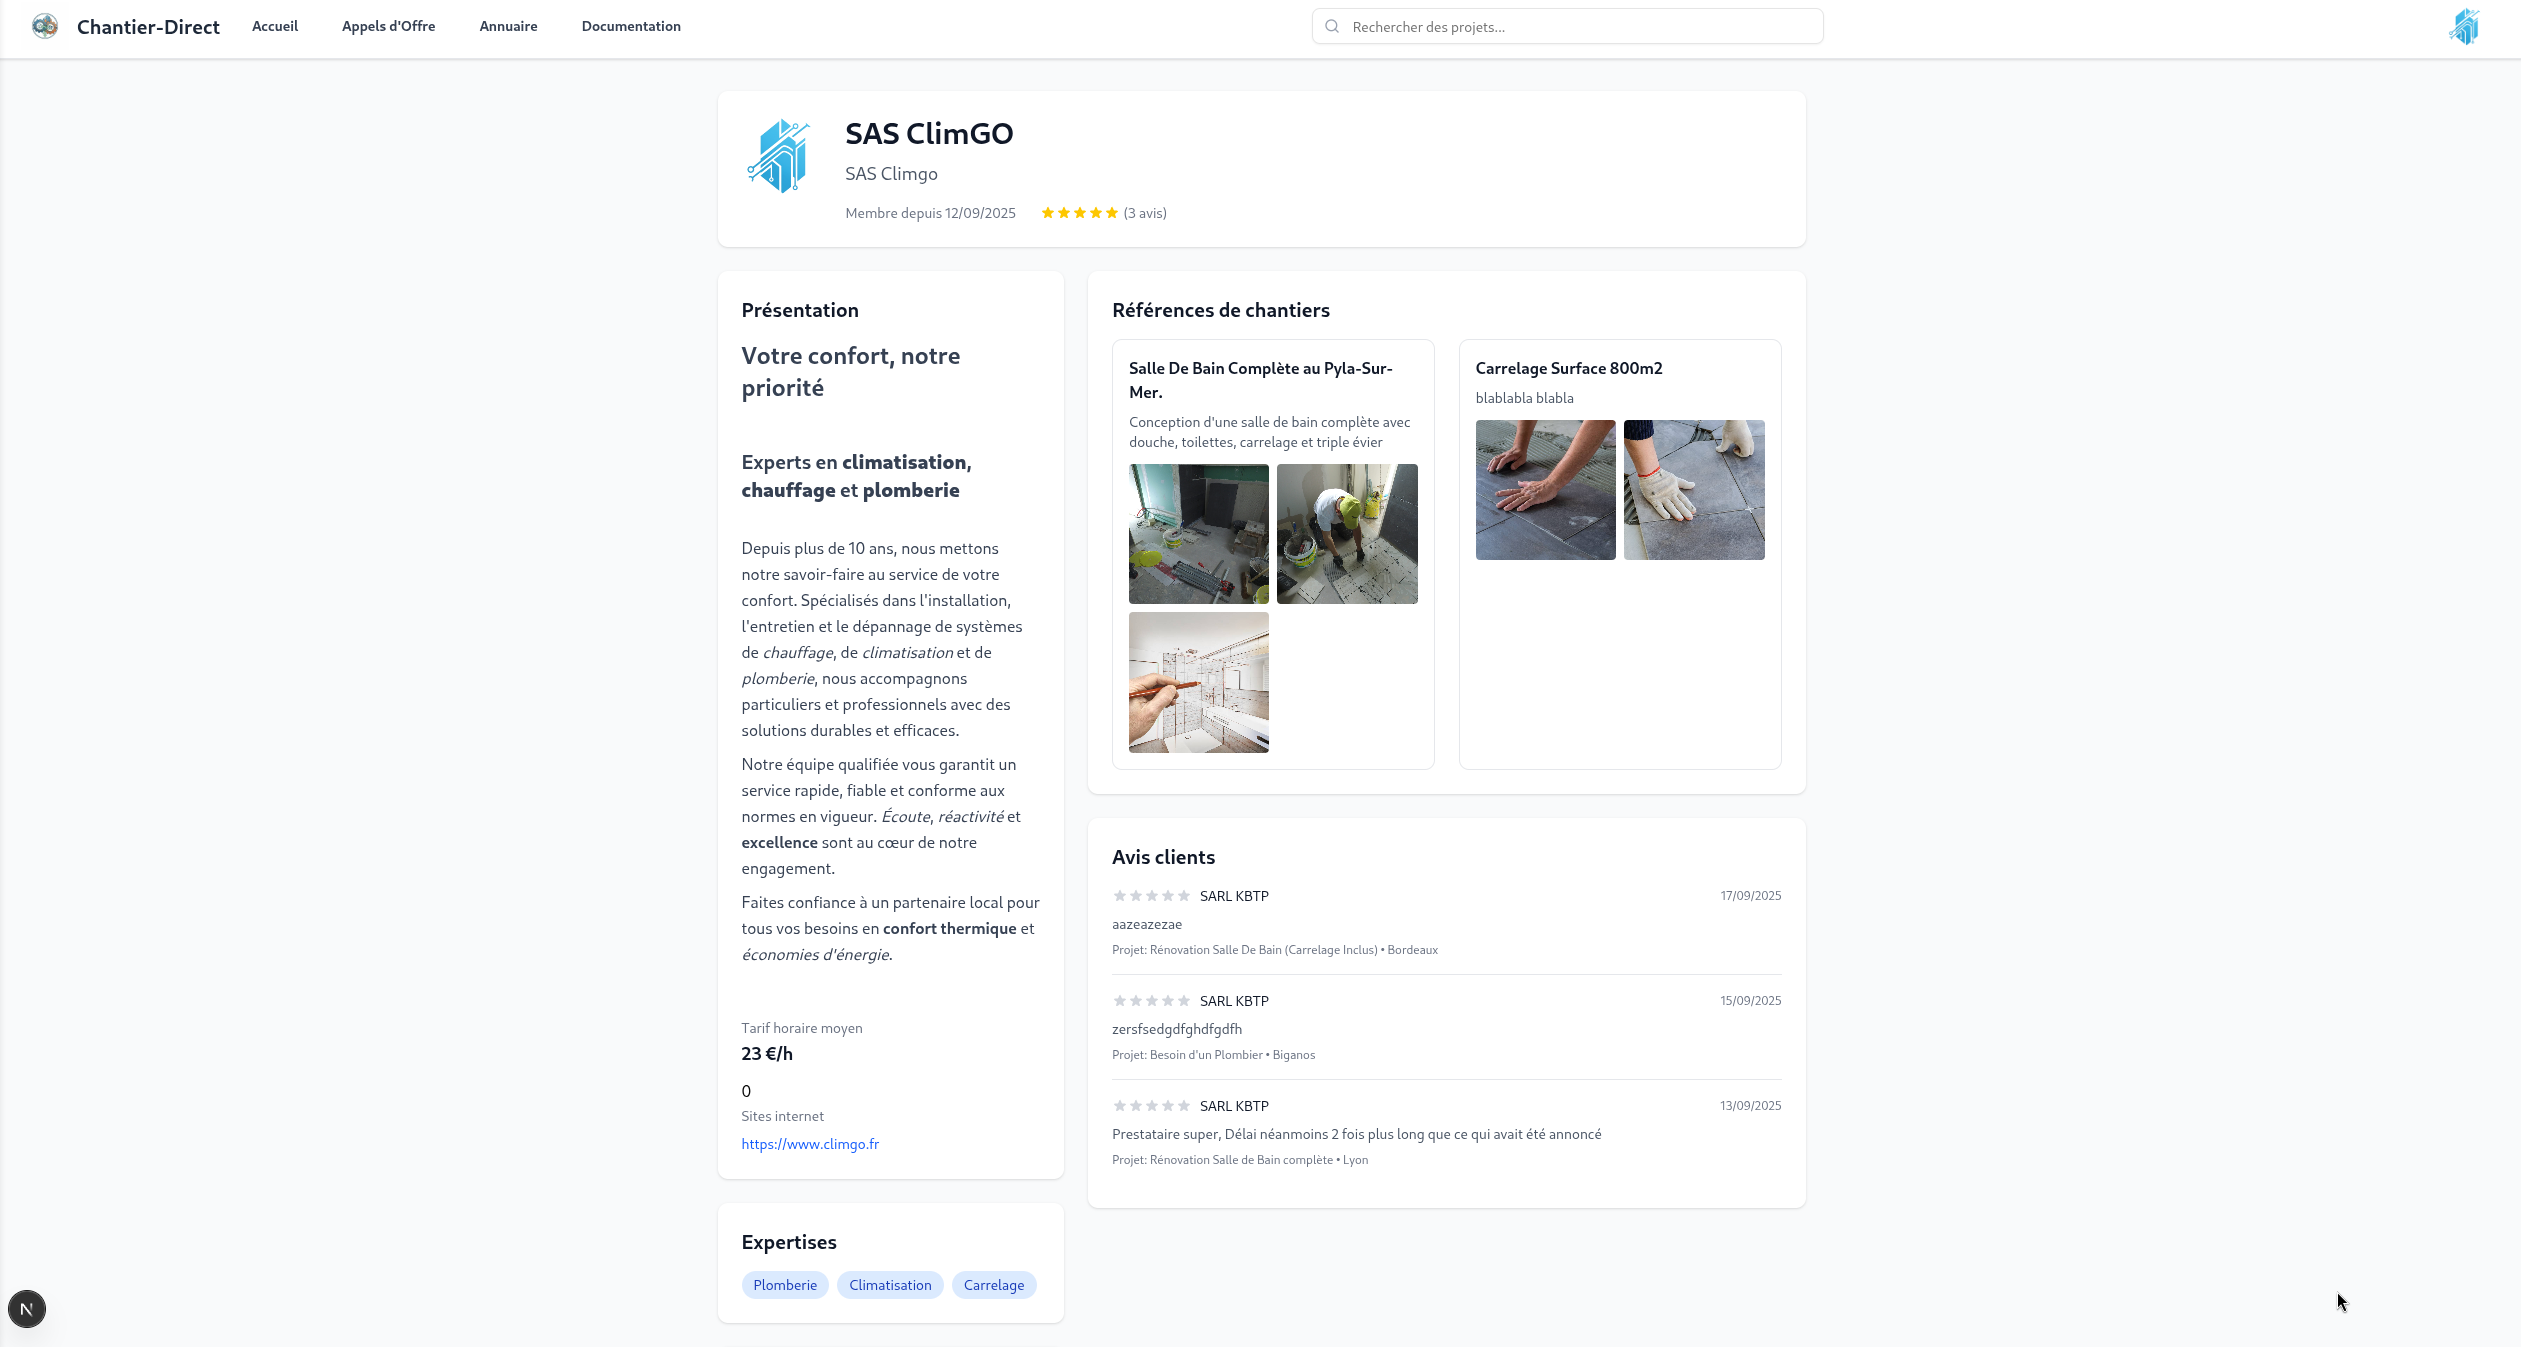 Chantier-Direct
Accueil
Appels d'Offre
Annuaire
Documentation
Rechercher des projets...
SAS ClimGO
SAS Climgo
Membre depuis 12/09/2025
(3 avis)
Présentation
Votre confort, notre
priorité
Experts en climatisation,
chauffage et plomberie
Depuis plus de 10 ans, nous mettons
notre savoir-faire au service de votre
confort. Spécialisés dans l'installation,
l'entretien et le dépannage de systèmes
de chauffage, de climatisation et de
plomberie, nous accompagnons
particuliers et professionnels avec des
solutions durables et efficaces.
Notre équipe qualifiée vous garantit un
service rapide, fiable et conforme aux
normes en vigueur. Écoute, réactivité et
excellence sont au cœur de notre
engagement.
Faites confiance à un partenaire local pour
tous vos besoins en confort thermique et
économies d'énergie.
Tarif horaire moyen
23 €/h
0
Sites internet
https://www.climgo.fr
Expertises
Plomberie
Climatisation
Carrelage
Références de chantiers
Salle De Bain Complète au Pyla-Sur-
Mer.
Conception d'une salle de bain complète avec
douche, toilettes, carrelage et triple évier
Carrelage Surface 800m2
blablabla blabla
Avis clients
SARL KBTP
17/09/2025
aazeazezae
Projet: Rénovation Salle De Bain (Carrelage Inclus) • Bordeaux
SARL KBTP
15/09/2025
zersfsedgdfghdfgdfh
Projet: Besoin d'un Plombier • Biganos
SARL KBTP
13/09/2025
Prestataire super, Délai néanmoins 2 fois plus long que ce qui avait été annoncé
Projet: Rénovation Salle de Bain complète • Lyon
N